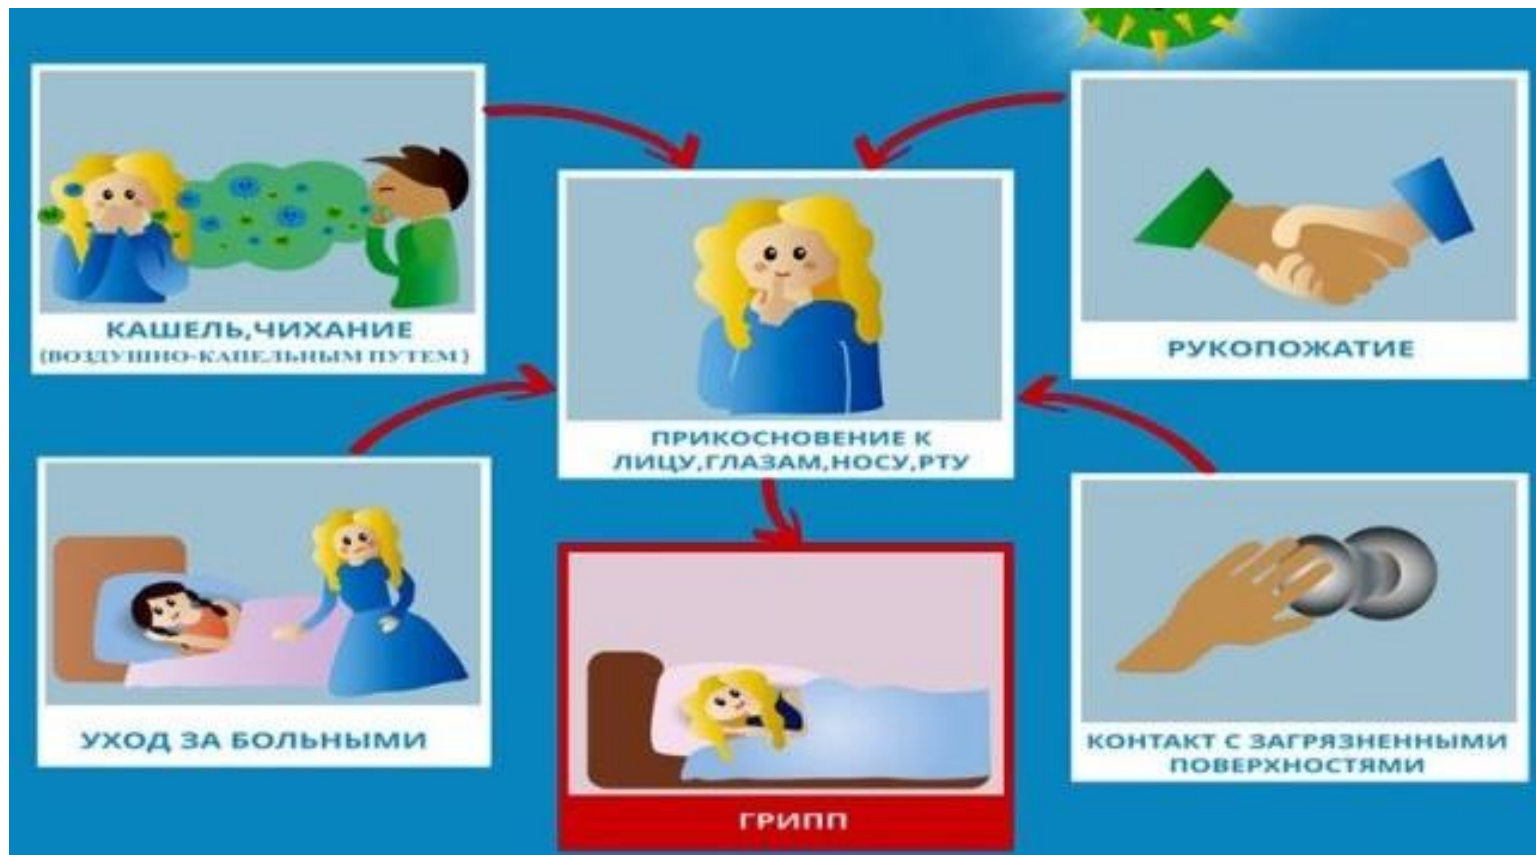 КАШЕЛЬ,ЧИХАНИЕ
(ВОЗДУШНО-КАПЕЛЬНЫМ ПУТЕМ)
РУКОПОЖАТИЕ
ПРИКОСНОВЕНИЕ К
ЛИЦУ,ГЛАЗАМ,НОСУ,РТУ
УХОД ЗА БОЛЬНЫМИ
КОНТАКТ С ЗАГРЯЗНЕННЫМИ
ПОВЕРХНОСТЯМИ
ГРИПП